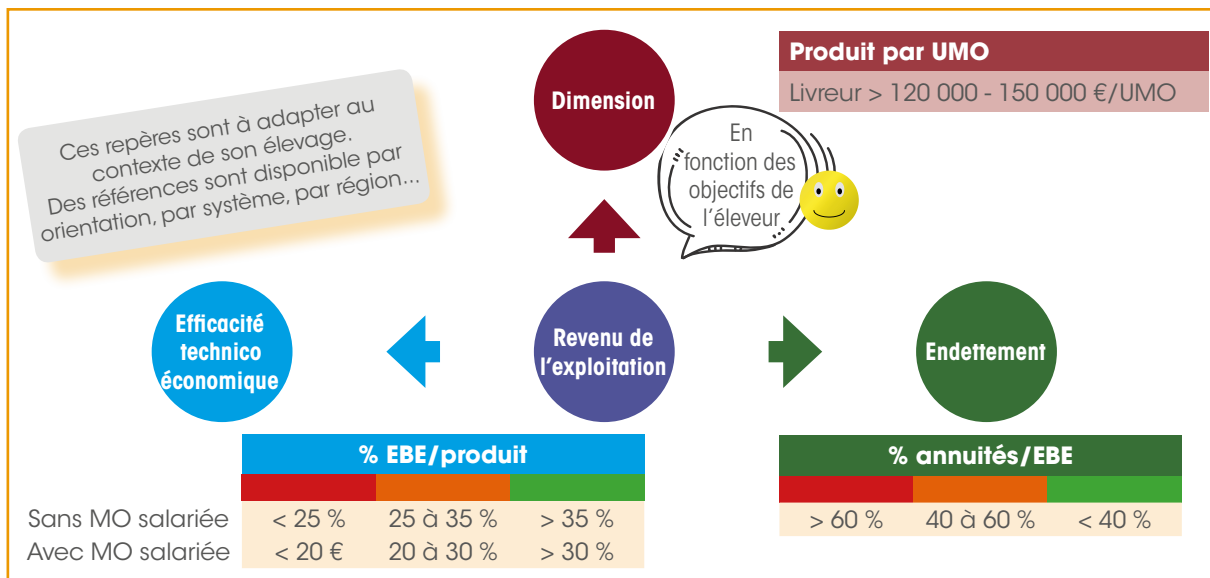 Ces repères sont à adapter au
contexte de son élevage.
Des références sont disponible par
orientation, par système, par région...
Dimension
Produit par UMO
Livreur > 120 000 - 150 000 €/UMO
En
fonction des
objectifs de
l'éleveur
Efficacité
technico
économique
Revenu de
l'exploitation
Endettement
% EBE/produit
Sans MO salariée < 25 % 25 à 35 % > 35 %
Avec MO salariée < 20 € 20 à 30 % > 30 %
% annuités/EBE
> 60 % 40 à 60 % < 40 %